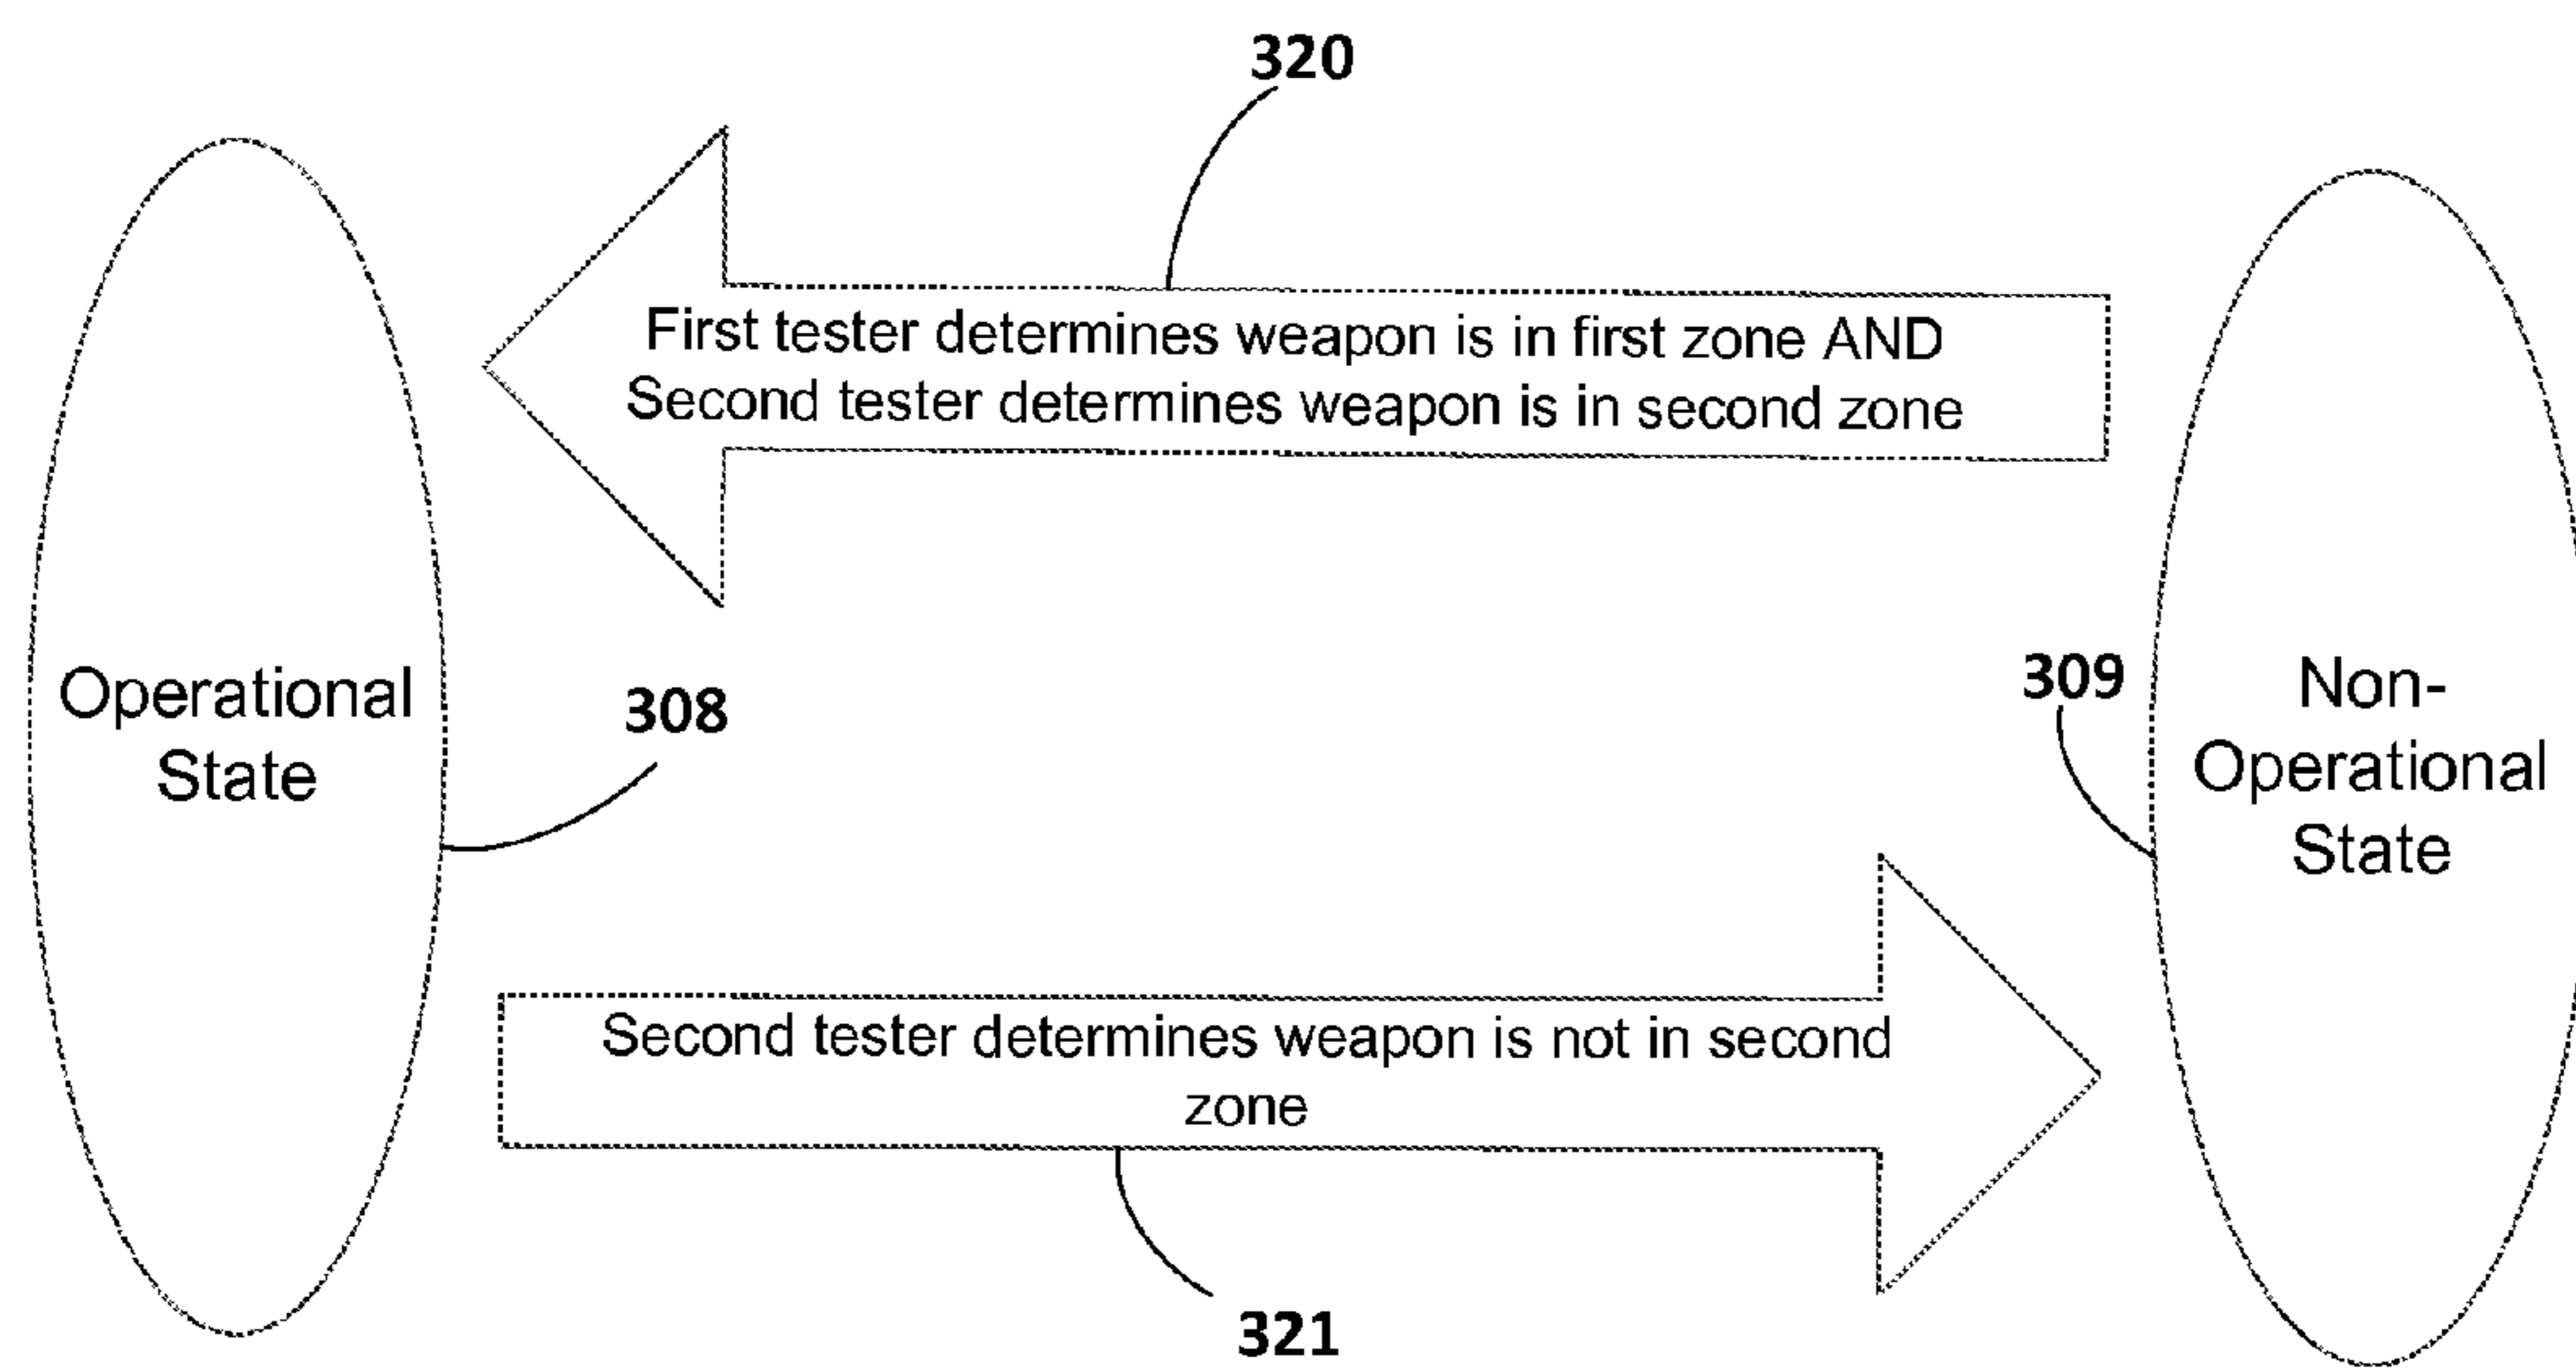 320
First tester determines weapon is in first zone AND
Second tester determines weapon is in second zone
Operational
State
308
309
Non-
Operational
State
Second tester determines weapon is not in second
zone
321